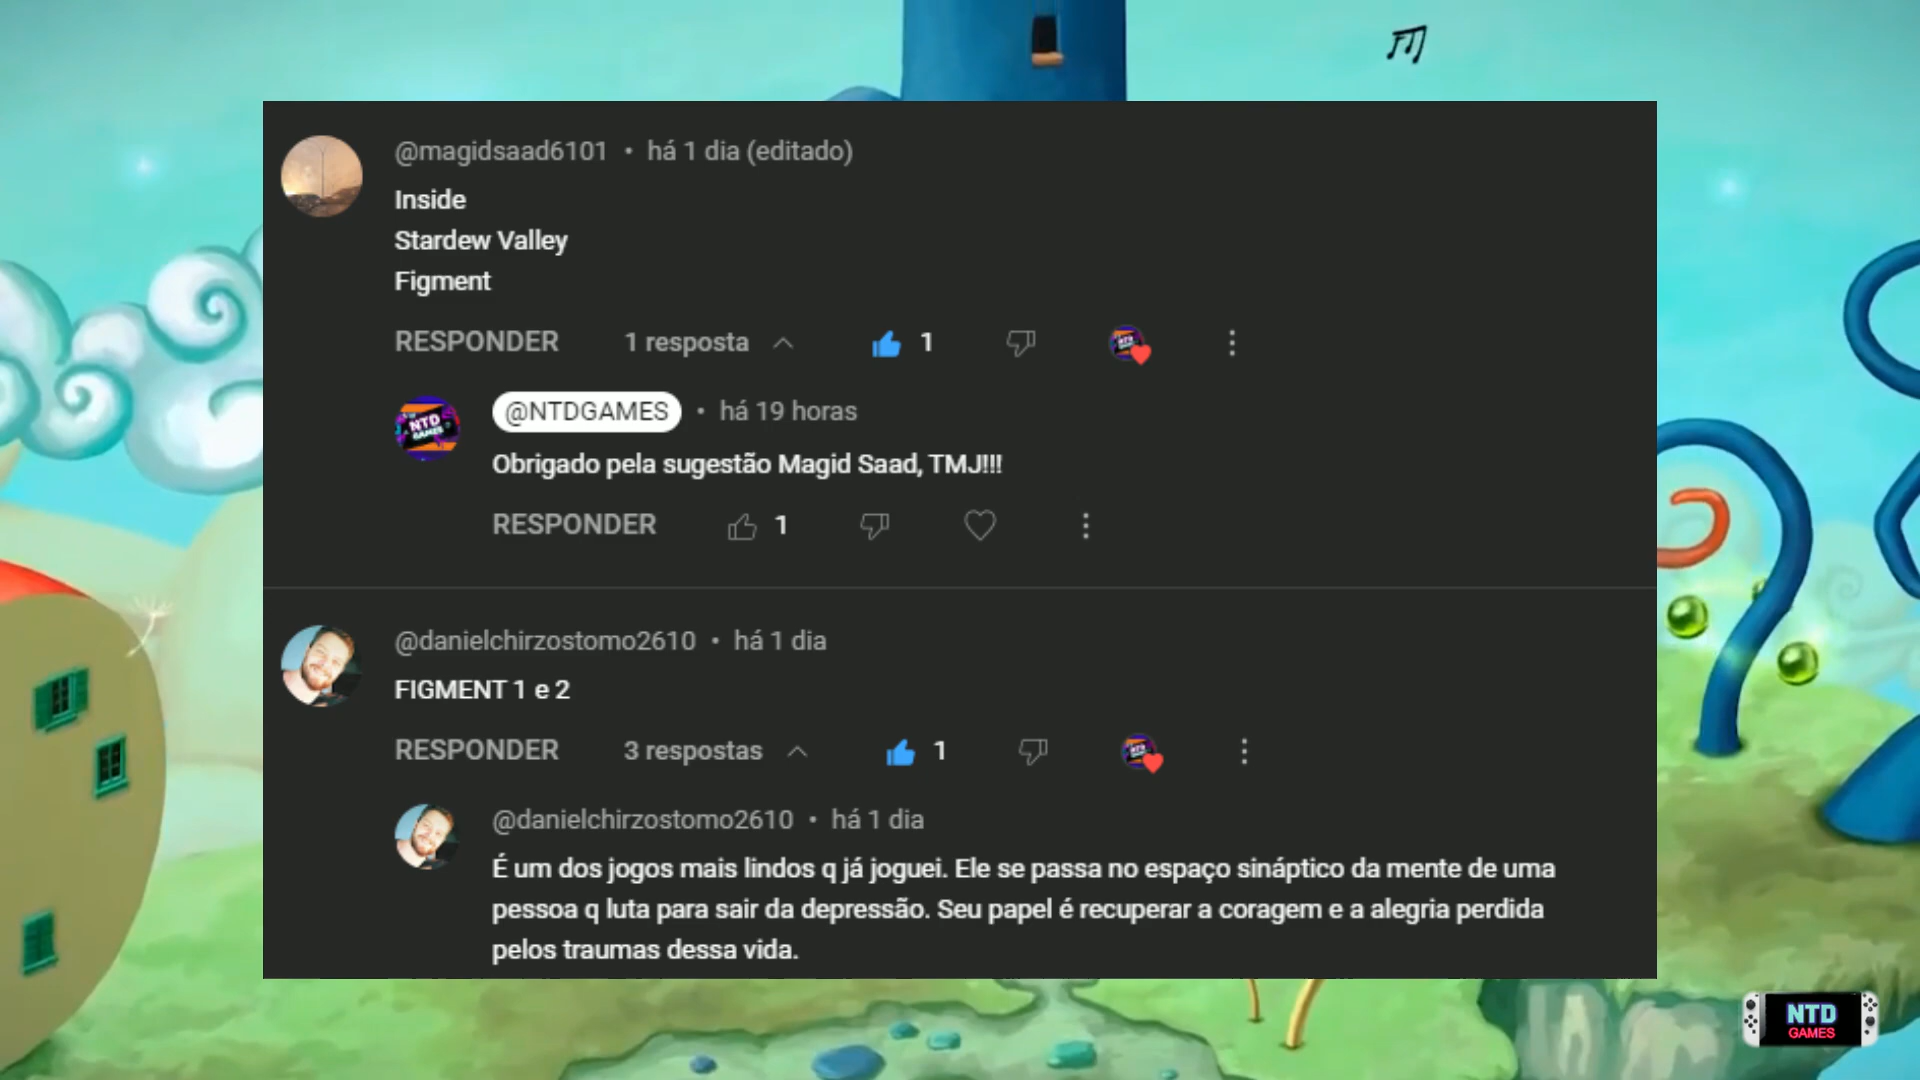 @magidsaad6101 • há 1 dia (editado)
Inside
Stardew Valley
Figment
RESPONDER 1 resposta 1
@NTDGAMES • há 19 horas
Obrigado pela sugestão Magid Saad, TMJ!!!
RESPONDER 1
@danielchirzostomo2610 • há 1 dia
FIGMENT 1 e 2
RESPONDER 3 respostas 1
@danielchirzostomo2610 • há 1 dia
É um dos jogos mais lindos q já joguei. Ele se passa no espaço sináptico da mente de uma
pessoa q luta para sair da depressão. Seu papel é recuperar a coragem e a alegria perdida
pelos traumas dessa vida.
NTD
GAMES